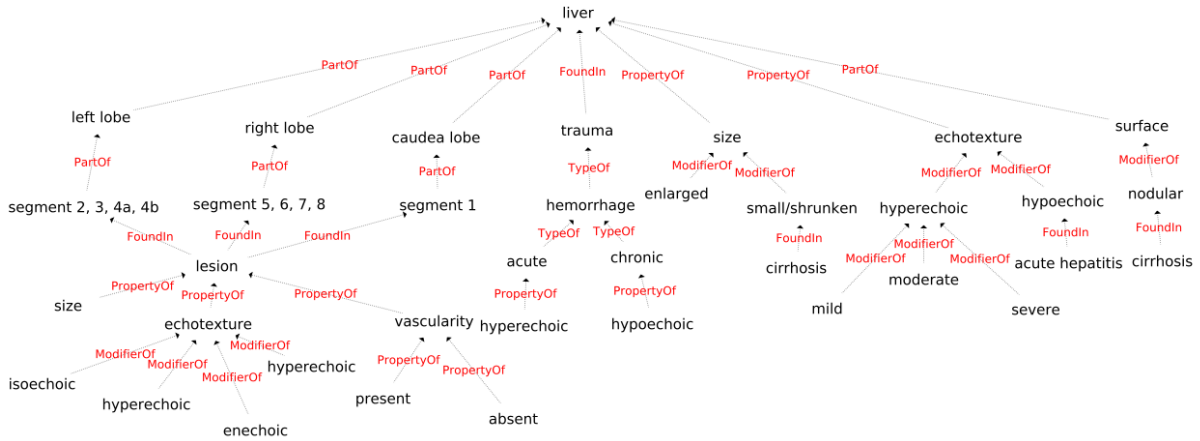 liver
PartOf PartOf PartOf FoundIn PropertyOf PropertyOf PartOf
left lobe right lobe caudea lobe trauma size echotexture surface
PartOf PartOf PartOf TypeOf ModifierOf ModifierOf ModifierOf ModifierOf ModifierOf
segment 2, 3, 4a, 4b segment 5, 6, 7, 8 segment 1 hemorrhage enlarged small/shrunken hyperechoic hypoechoic nodular
FoundIn FoundIn FoundIn TypeOf TypeOf FoundIn ModifierOf ModifierOf ModifierOf FoundIn FoundIn
lesion acute chronic cirrhosis moderate acute hepatitis cirrhosis
PropertyOf PropertyOf PropertyOf PropertyOf PropertyOf
size echotexture vascularity hyperechoic hypoechoic mild severe
ModifierOf ModifierOf ModifierOf ModifierOf PropertyOf PropertyOf
isoechoic hyperechoic enechoic hyperechoic present absent